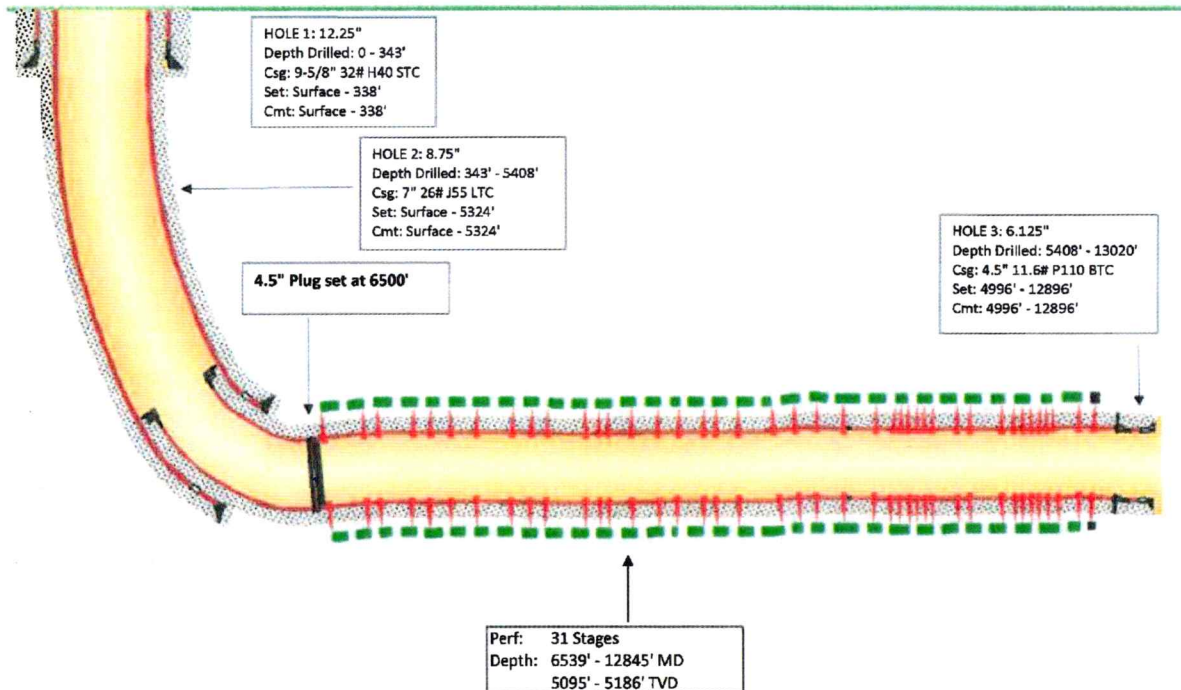 HOLE 1: 12.25"
Depth Drilled: 0 - 343'
Csg: 9-5/8" 32# H40 STC
Set: Surface - 338'
Cmt: Surface - 338'
HOLE 2: 8.75"
Depth Drilled: 343' - 5408'
Csg: 7" 26# J55 LTC
Set: Surface - 5324'
Cmt: Surface - 5324'
4.5" Plug set at 6500'
HOLE 3: 6.125"
Depth Drilled: 5408' - 13020'
Csg: 4.5" 11.6# P110 BTC
Set: 4996' - 12896'
Cmt: 4996' - 12896'
Perf: 31 Stages
Depth: 6539' - 12845' MD
5095' - 5186' TVD